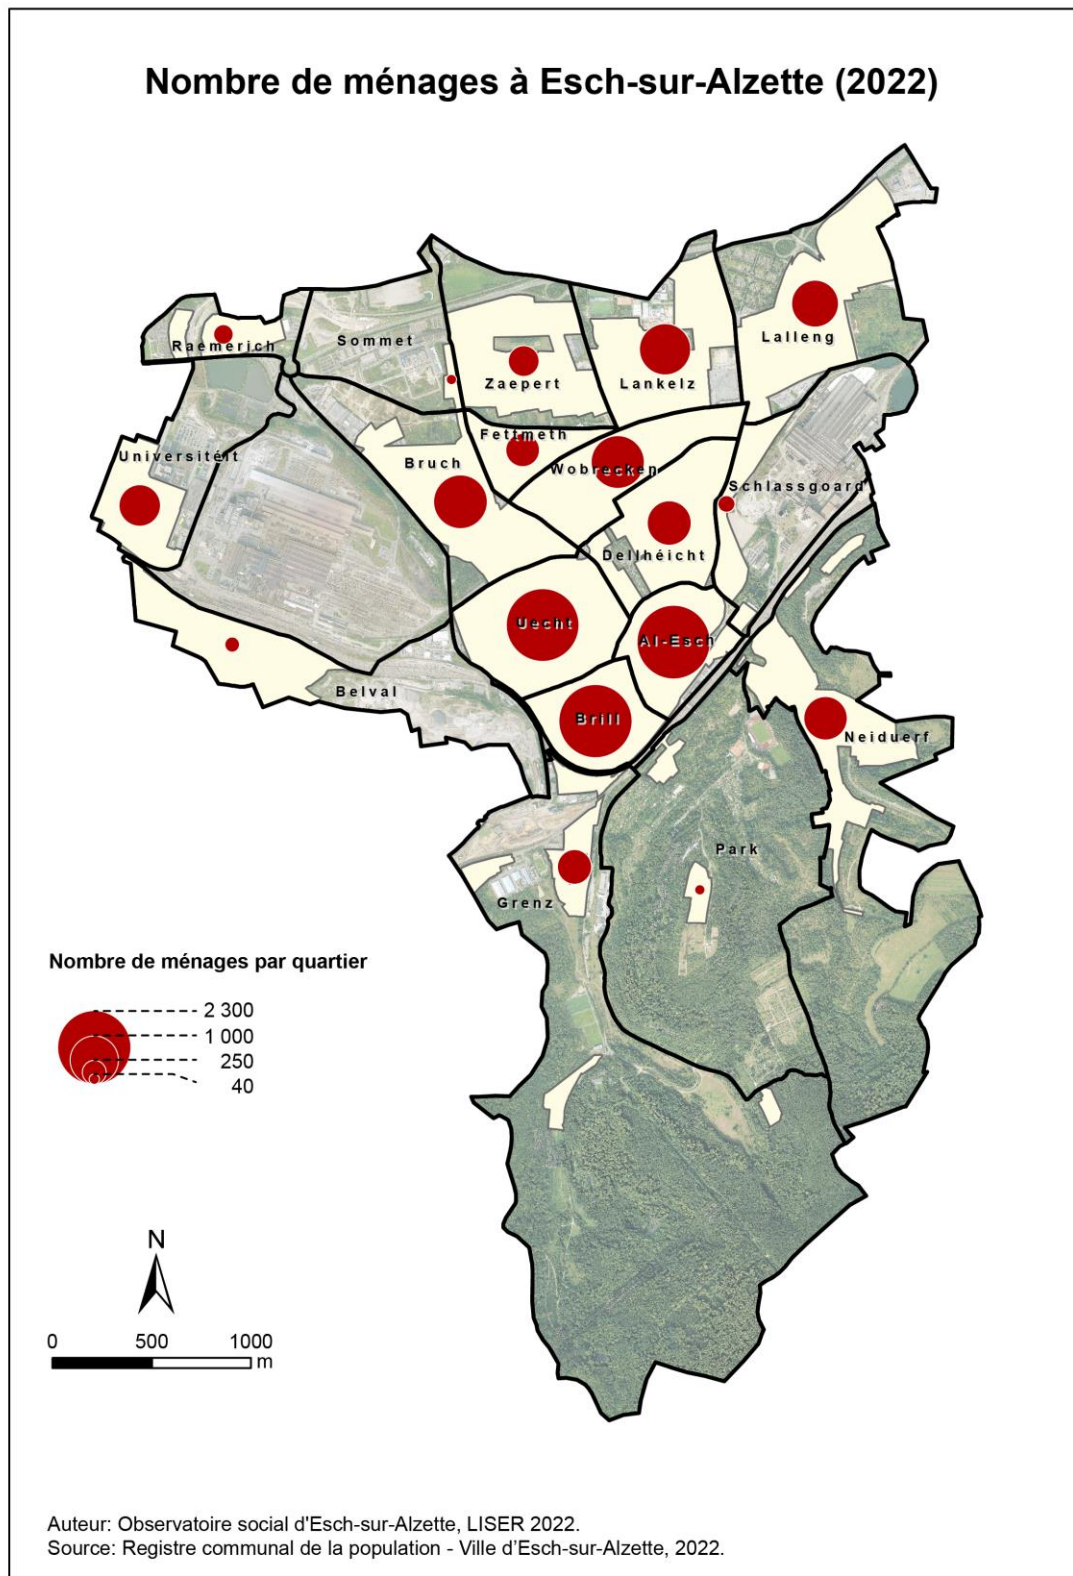 Nombre de ménages à Esch-sur-Alzette (2022)
Lalleng
Sommet
Raemerich
Zaepert
Lankelz
Fettmeth
Universitéit
Bruch
Wobrecken
Schlassgoard
Dellhéicht
Uecht
Al-Esch
Belval
Brill
Neiduerf
Park
Grenz
Nombre de ménages par quartier
2 300
1 000
250
40
N
0 500 1000
m
Auteur: Observatoire social d'Esch-sur-Alzette, LISER 2022.
Source: Registre communal de la population - Ville d'Esch-sur-Alzette, 2022.